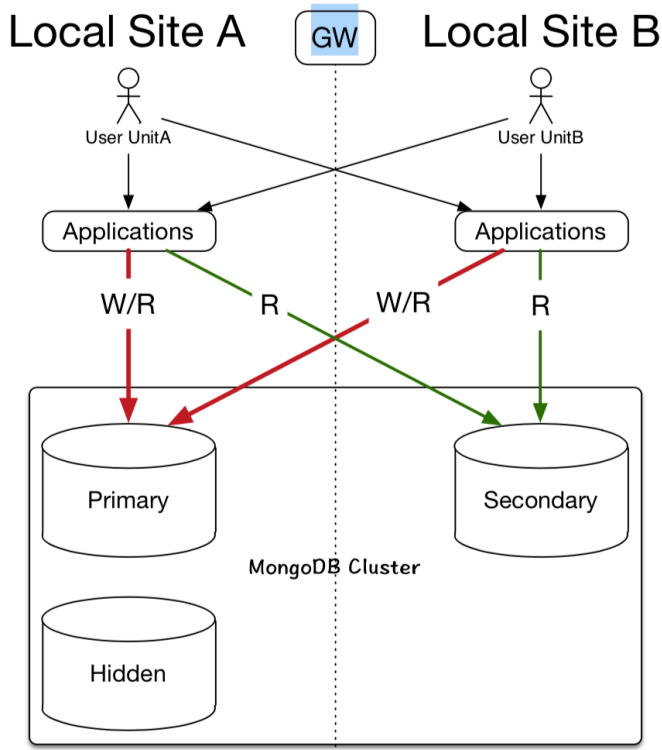 Local Site A
GW
Local Site B
User UnitA
User UnitB
Applications
Applications
W/R
R
W/R
R
Primary
Secondary
MongoDB Cluster
Hidden